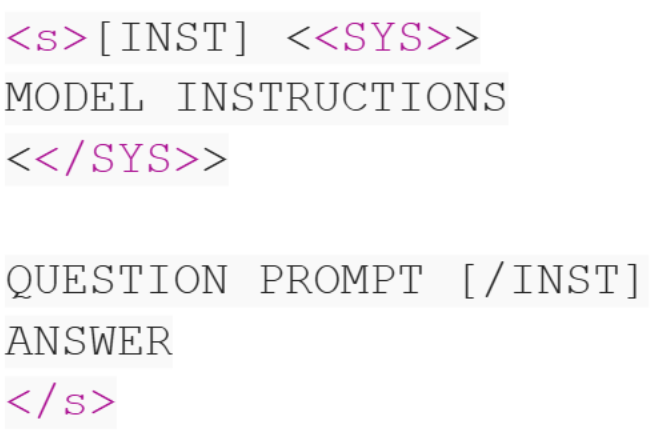 <s>[INST] <<SYS>>
MODEL INSTRUCTIONS
<</SYS>>
QUESTION PROMPT [/INST]
ANSWER
</s>